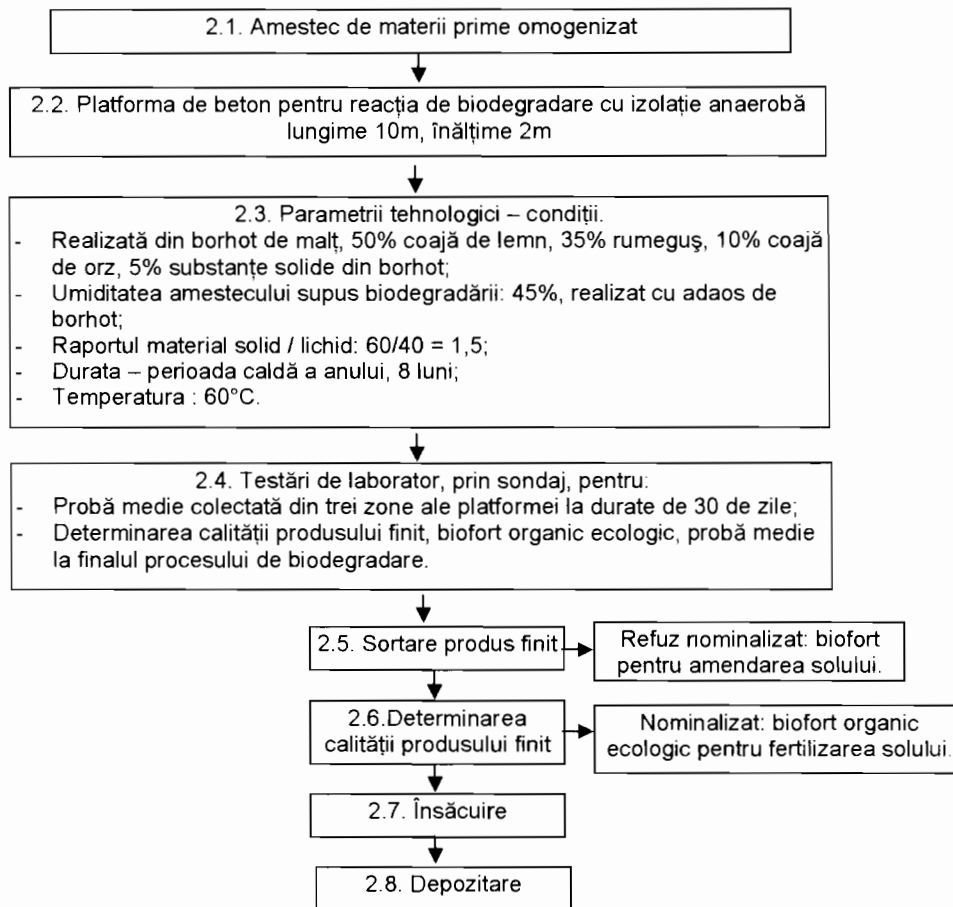 2.1. Amestec de materii prime omogenizat
2.2. Platforma de beton pentru reacția de biodegradare cu izolație anaerobă
lungime 10m, înălțime 2m
2.3. Parametrii tehnologici – condiții.
- Realizată din borhot de malț, 50% coajă de lemn, 35% rumeguş, 10% coajă
de orz, 5% substanțe solide din borhot;
- Umiditatea amestecului supus biodegradării: 45%, realizat cu adaos de
borhot;
- Raportul material solid / lichid: 60/40 = 1,5;
- Durata – perioada caldă a anului, 8 luni;
- Temperatura : 60°C.
2.4. Testări de laborator, prin sondaj, pentru:
- Probă medie colectată din trei zone ale platformei la durate de 30 de zile;
- Determinarea calității produsului finit, biofort organic ecologic, probă medie
la finalul procesului de biodegradare.
2.5. Sortare produs finit
Refuz nominalizat: biofort
pentru amendarea solului.
2.6.Determinarea
calității produsului finit
Nominalizat: biofort organic
ecologic pentru fertilizarea solului.
2.7. Însăcuire
2.8. Depozitare